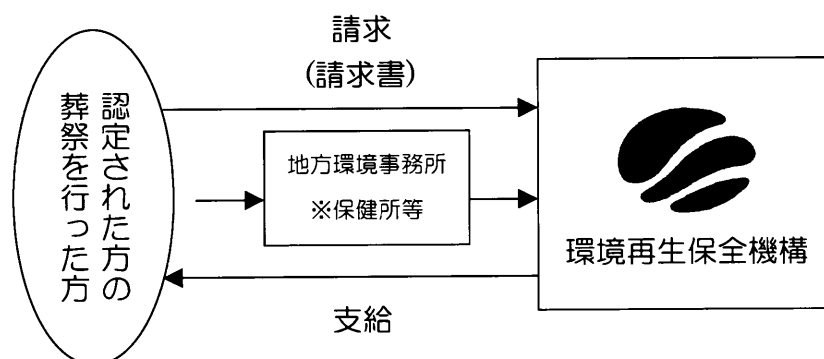 請求
(請求書)
認定された方の
葬祭を行った方
地方環境事務所
※保健所等
環境再生保全機構
支給